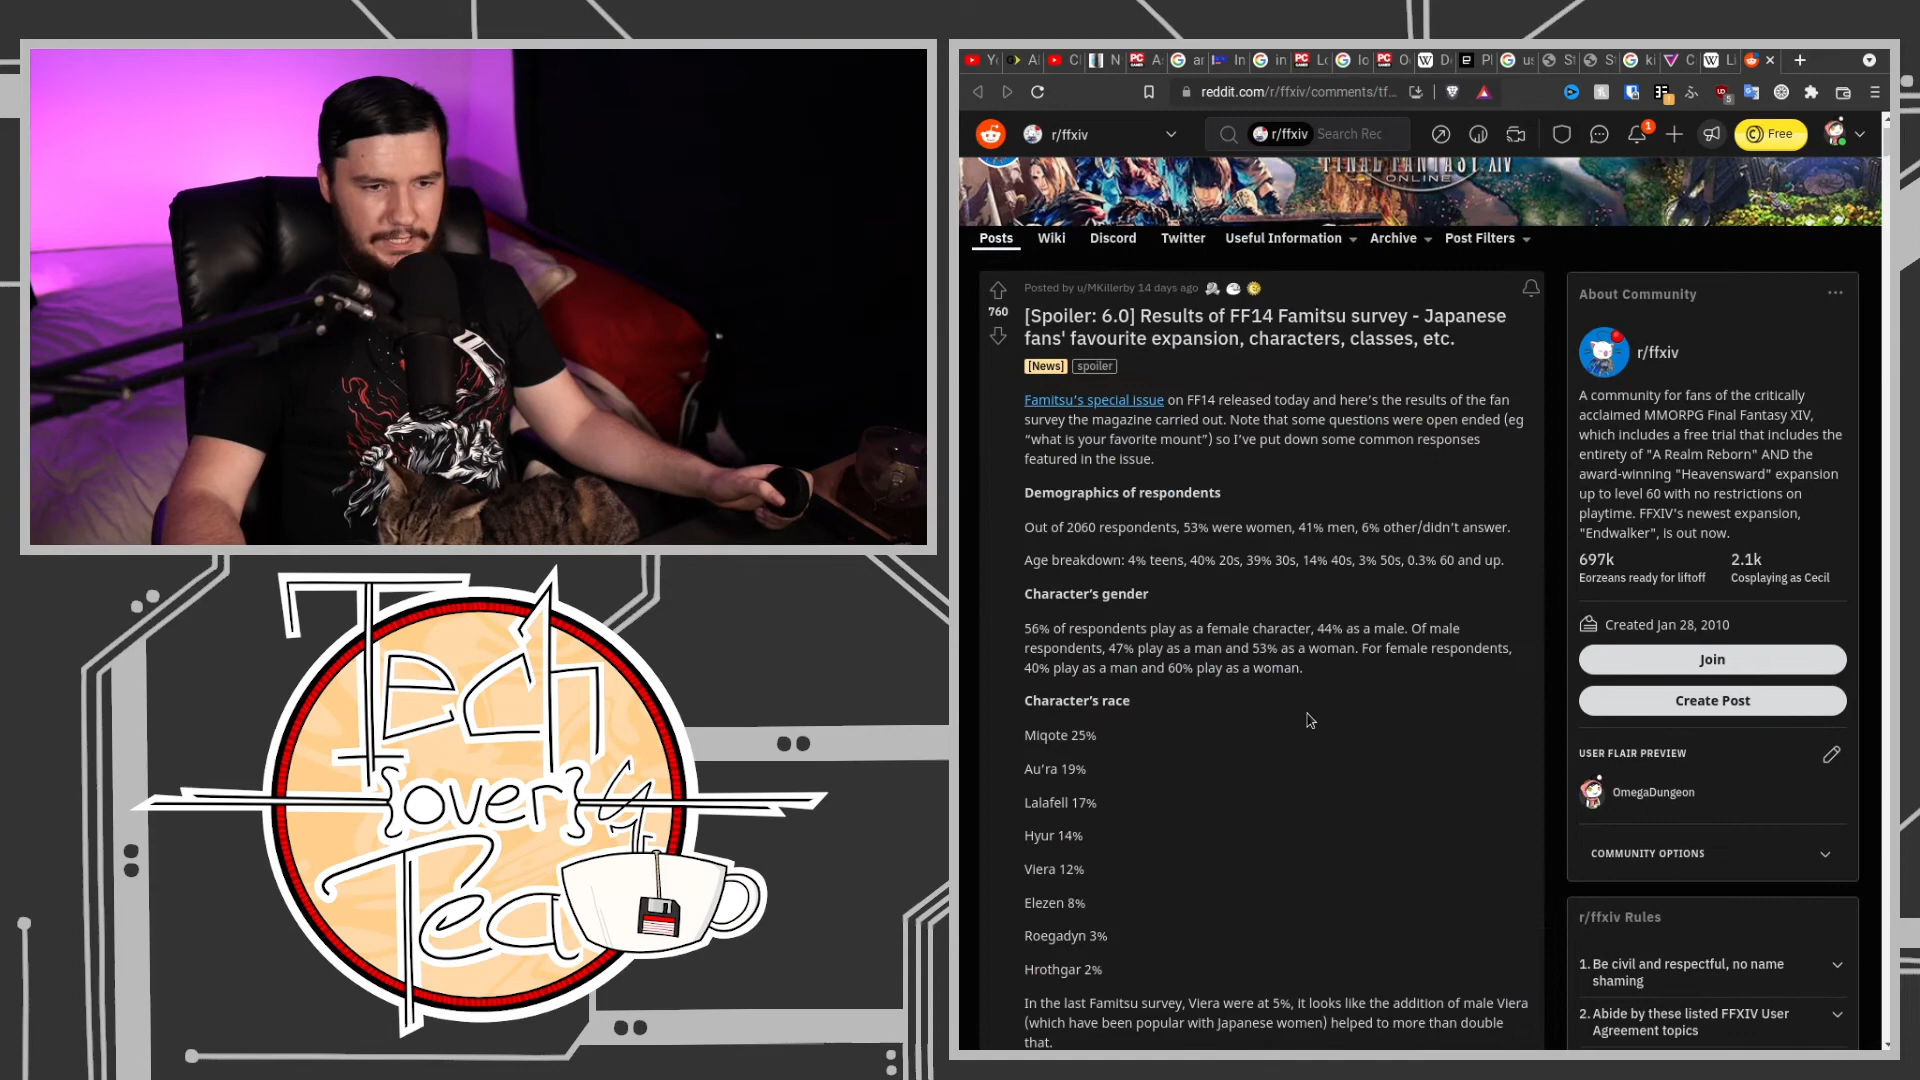 reddit.com/r/ffxiv/comments/tf...
r/ffxiv
r/ffxiv Search Rec
1
Free
FINAL FANTASY XIV
ONLINE
Posts Wiki Discord Twitter Useful Information Archive Post Filters
Posted by u/MKillerby 14 days ago
760
[Spoiler: 6.0] Results of FF14 Famitsu survey - Japanese
fans' favourite expansion, characters, classes, etc.
[News] spoiler
Famitsu's special issue on FF14 released today and here's the results of the fan
survey the magazine carried out. Note that some questions were open ended (eg
"what is your favorite mount") so I've put down some common responses
featured in the issue.
Demographics of respondents
Out of 2060 respondents, 53% were women, 41% men, 6% other/didn't answer.
Age breakdown: 4% teens, 40% 20s, 39% 30s, 14% 40s, 3% 50s, 0.3% 60 and up.
Character's gender
56% of respondents play as a female character, 44% as a male. Of male
respondents, 47% play as a man and 53% as a woman. For female respondents,
40% play as a man and 60% play as a woman.
Character's race
Miqote 25%
Au'ra 19%
Lalafell 17%
Hyur 14%
Viera 12%
Elezen 8%
Roegadyn 3%
Hrothgar 2%
In the last Famitsu survey, Viera were at 5%, it looks like the addition of male Viera
(which have been popular with Japanese women) helped to more than double
that.
About Community
r/ffxiv
A community for fans of the critically
acclaimed MMORPG Final Fantasy XIV,
which includes a free trial that includes the
entirety of "A Realm Reborn" AND the
award-winning "Heavensward" expansion
up to level 60 with no restrictions on
playtime. FFXIV's newest expansion,
"Endwalker", is out now.
697k 2.1k
Eorzeans ready for liftoff Cosplaying as Cecil
Created Jan 28, 2010
Join
Create Post
USER FLAIR PREVIEW
OmegaDungeon
COMMUNITY OPTIONS
r/ffxiv Rules
1. Be civil and respectful, no name
shaming
2. Abide by these listed FFXIV User
Agreement topics
Tech
{over}
Tea